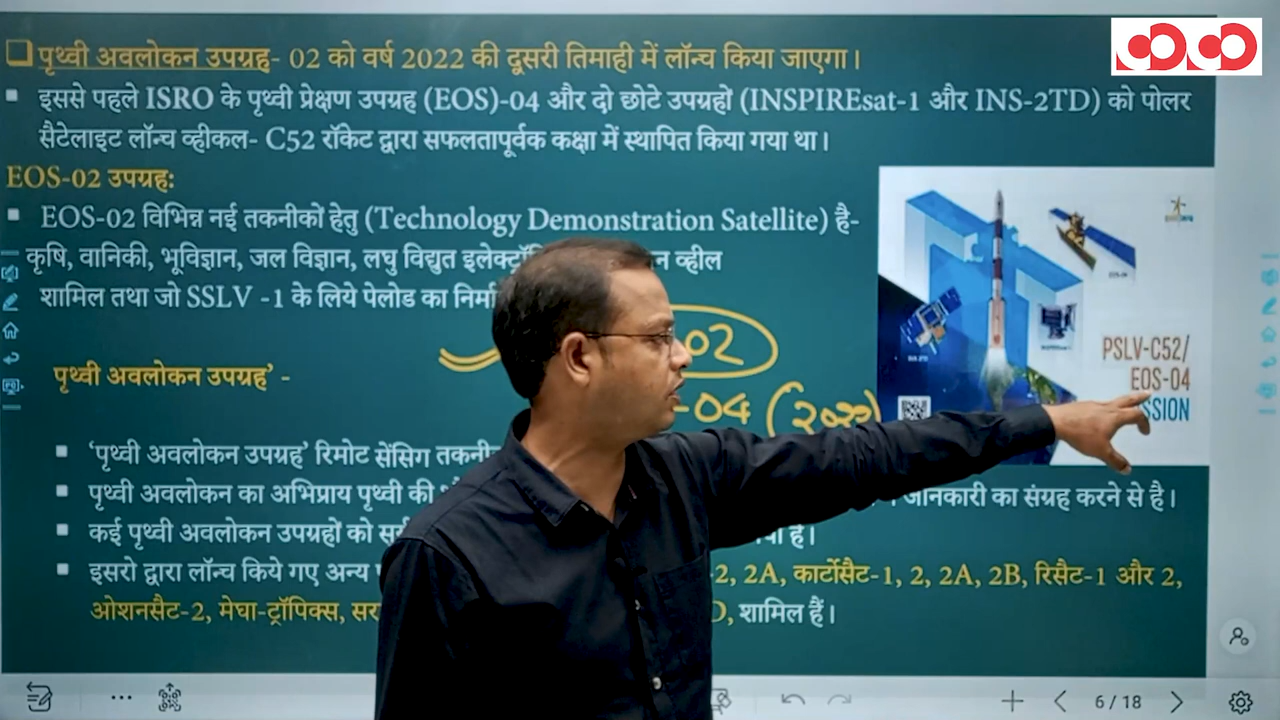 पृथ्वी अवलोकन उपग्रह- 02 को वर्ष 2022 की दूसरी तिमाही में लॉन्च किया जाएगा।
इससे पहले ISRO के पृथ्वी प्रेक्षण उपग्रह (EOS)-04 और दो छोटे उपग्रहों (INSPIREsat-1 और INS-2TD) को पोलर
सैटेलाइट लॉन्च व्हीकल- C52 रॉकेट द्वारा सफलतापूर्वक कक्षा में स्थापित किया गया था।
EOS-02 उपग्रह:
EOS-02 विभिन्न नई तकनीकों हेतु (Technology Demonstration Satellite) है-
कृषि, वानिकी, भूविज्ञान, जल विज्ञान, लघु विद्युत व्हील
शामिल तथा जो SSLV -1 के लिये पेलोड का
02
-04
PSLV-C52/
EOS-04
पृथ्वी अवलोकन उपग्रह' -
'पृथ्वी अवलोकन उपग्रह' रिमोट सेंसिग
पृथ्वी अवलोकन का अभिप्राय पृथ्वी की जानकारी का संग्रह करने से है।
कई पृथ्वी अवलोकन उपग्रहों को
इसरो द्वारा लॉन्च किये गए अन्य 2, 2A, कार्टोसैट-1, 2, 2A, 2B, रिसैट-1 और 2,
ओशनसैट-2, मेघा-ट्रॉपिक्स, शामिल हैं।
6 / 18